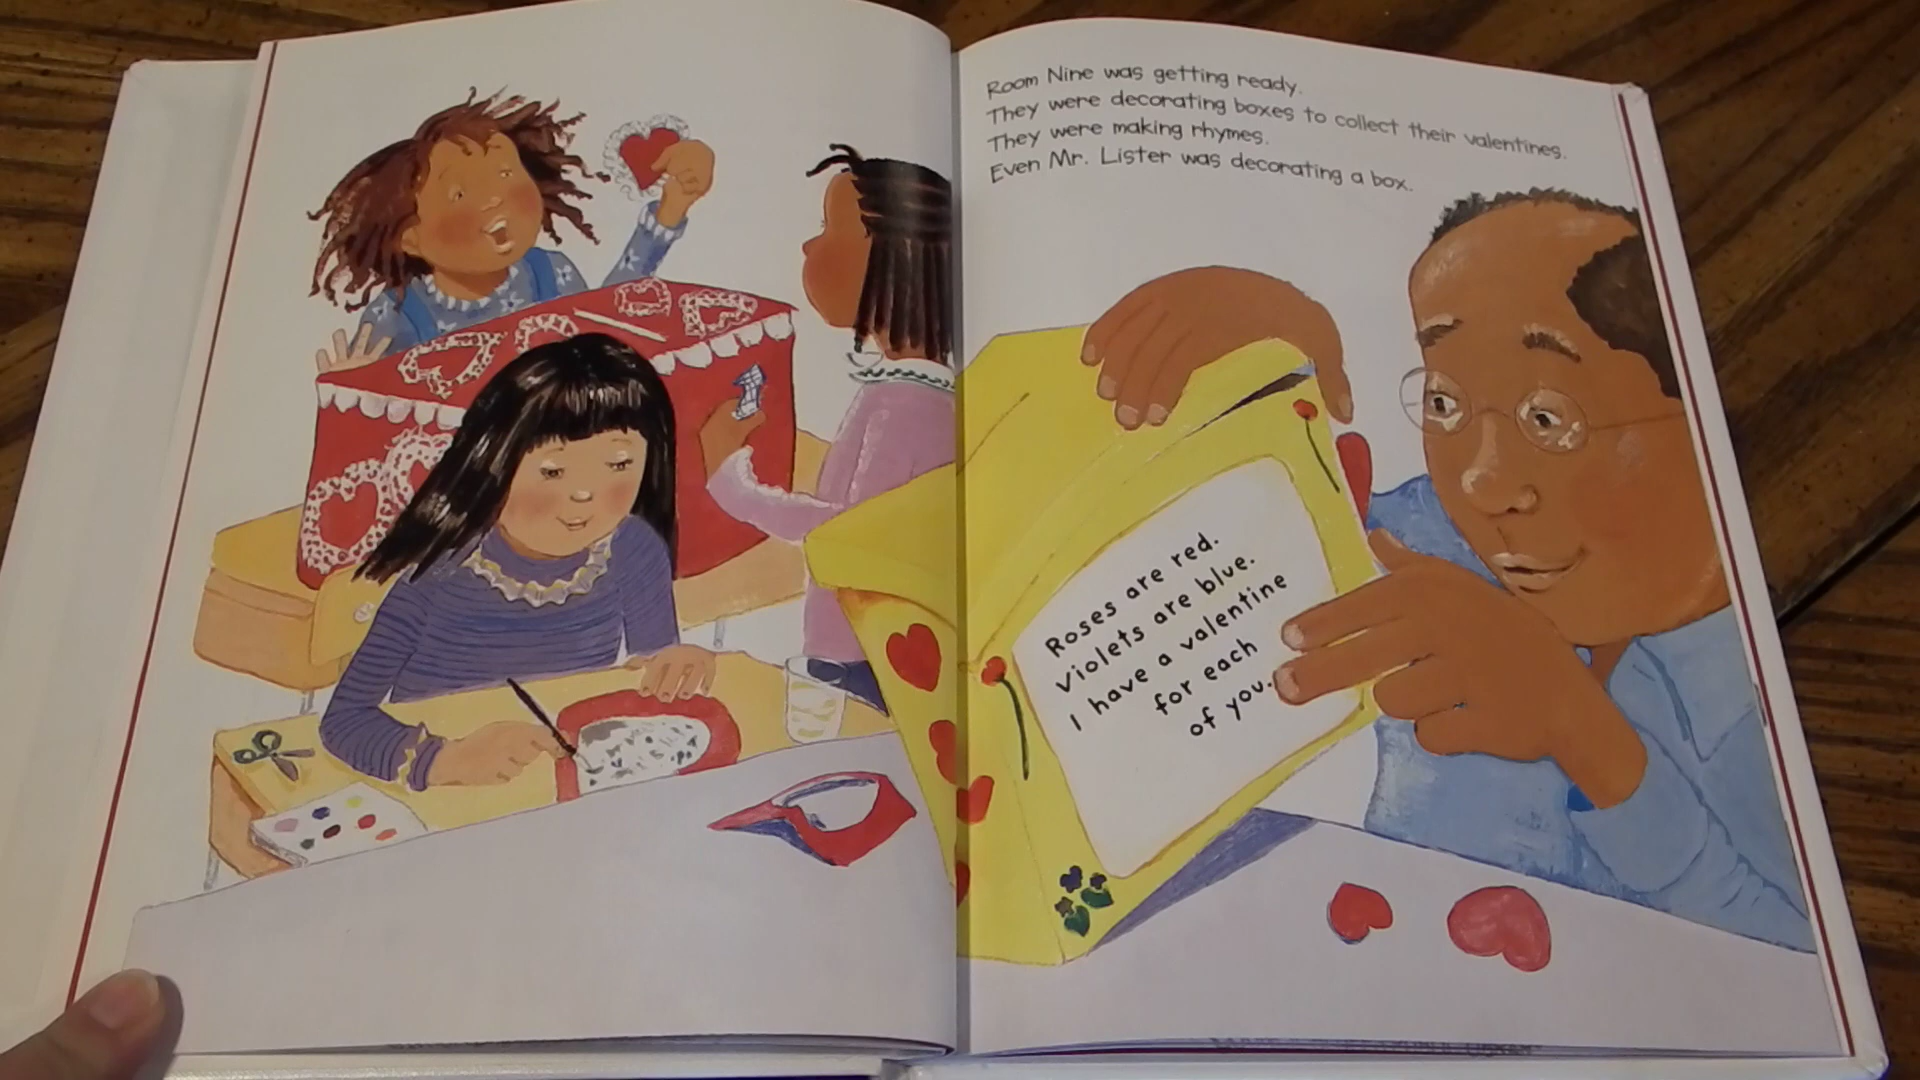 Room Nine was getting ready.
They were decorating boxes to collect their valentines.
They were making rhymes.
Even Mr. Lister was decorating a box.
Roses are red.
Violets are blue.
I have a valentine
for each
of you.